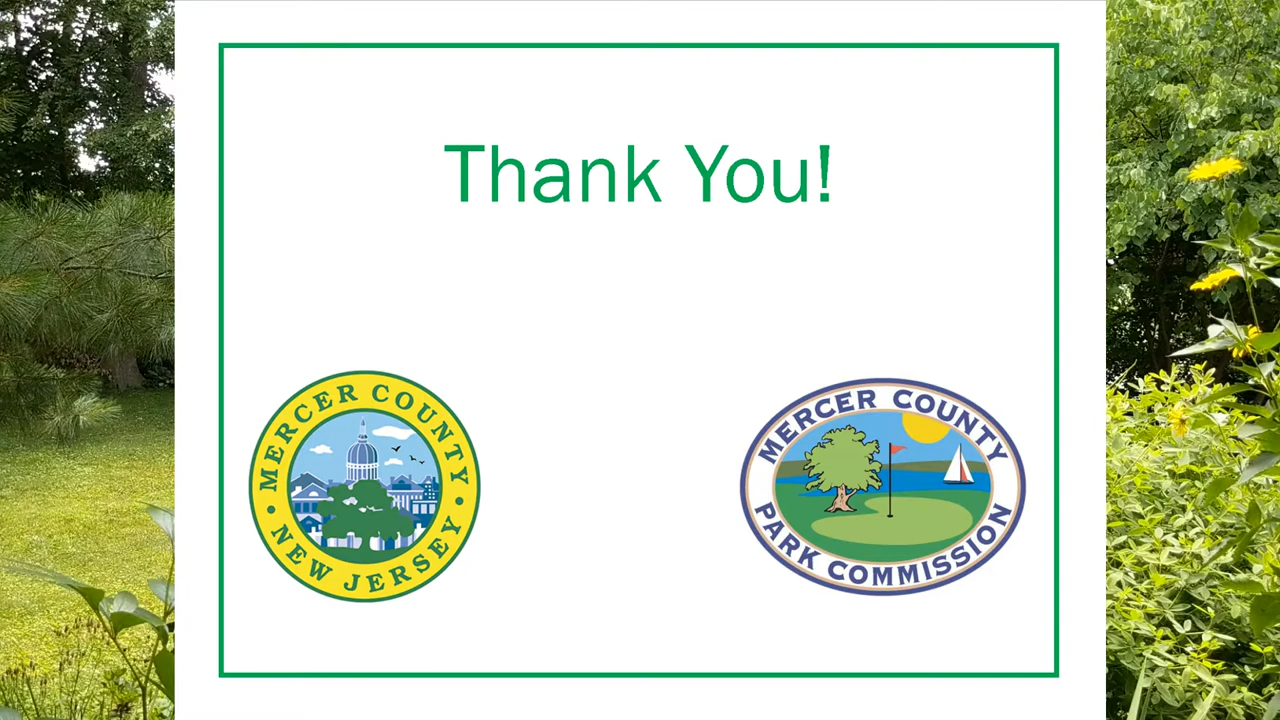 Thank You!
MERCER COUNTY
• NEW JERSEY •
MERCER COUNTY
PARK COMMISSION